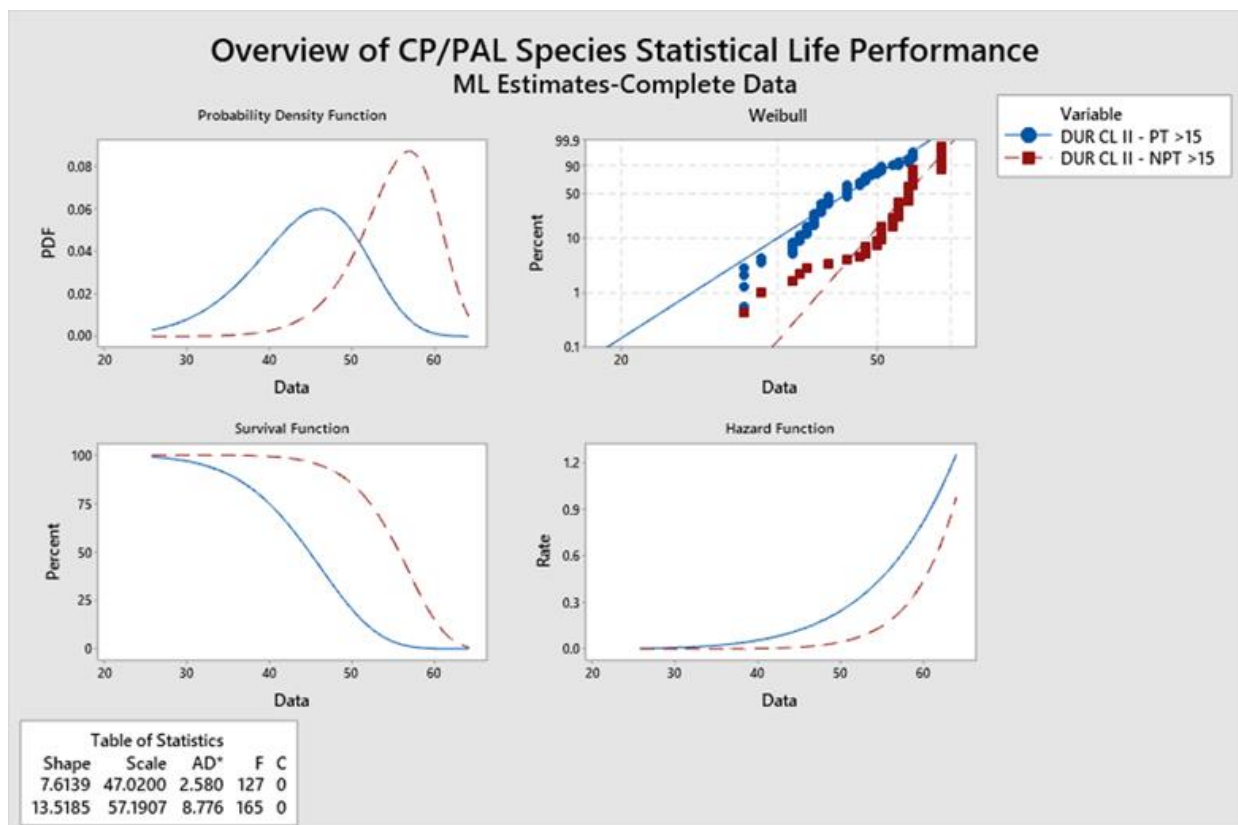 Overview of CP/PAL Species Statistical Life Performance
ML Estimates-Complete Data
Probability Density Function
0.08
0.06
0.04
0.02
0.00
PDF
20 30 40 50 60
Data
Weibull
99.9
90
50
10
1
0.1
Percent
20 50
Data
Variable
DUR CL II - PT >15
DUR CL II - NPT >15
Survival Function
100
75
50
25
0
Percent
20 30 40 50 60
Data
Hazard Function
1.2
0.9
0.6
0.3
0.0
Rate
20 30 40 50 60
Data
Table of Statistics
Shape Scale AD* F C
7.6139 47.0200 2.580 127 0
13.5185 57.1907 8.776 165 0